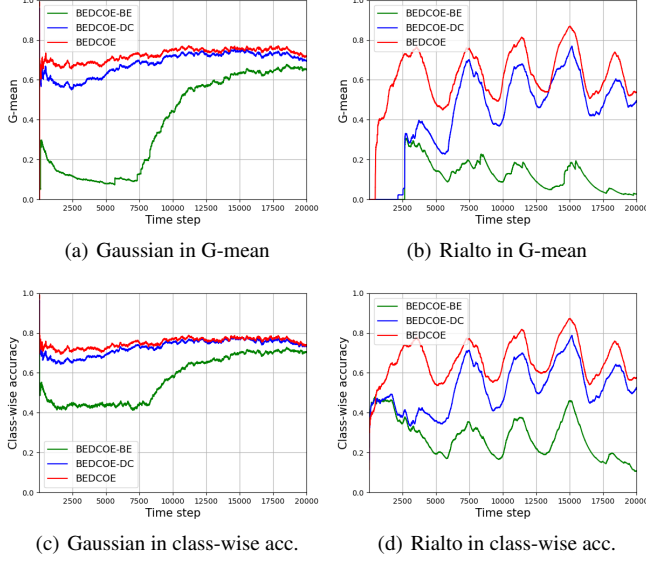 1.0
0.8
0.6
0.4
0.2
0.0
G-mean
BEDCOE-BE
BEDCOE-DC
BEDCOE
2500 5000 7500 10000 12500 15000 17500 20000
Time step
(a) Gaussian in G-mean
1.0
0.8
0.6
0.4
0.2
0.0
G-mean
BEDCOE-BE
BEDCOE-DC
BEDCOE
2500 5000 7500 10000 12500 15000 17500 20000
Time step
(b) Rialto in G-mean
1.0
0.8
0.6
0.4
0.2
0.0
Class-wise accuracy
BEDCOE-BE
BEDCOE-DC
BEDCOE
2500 5000 7500 10000 12500 15000 17500 20000
Time step
(c) Gaussian in class-wise acc.
1.0
0.8
0.6
0.4
0.2
0.0
Class-wise accuracy
BEDCOE-BE
BEDCOE-DC
BEDCOE
2500 5000 7500 10000 12500 15000 17500 20000
Time step
(d) Rialto in class-wise acc.